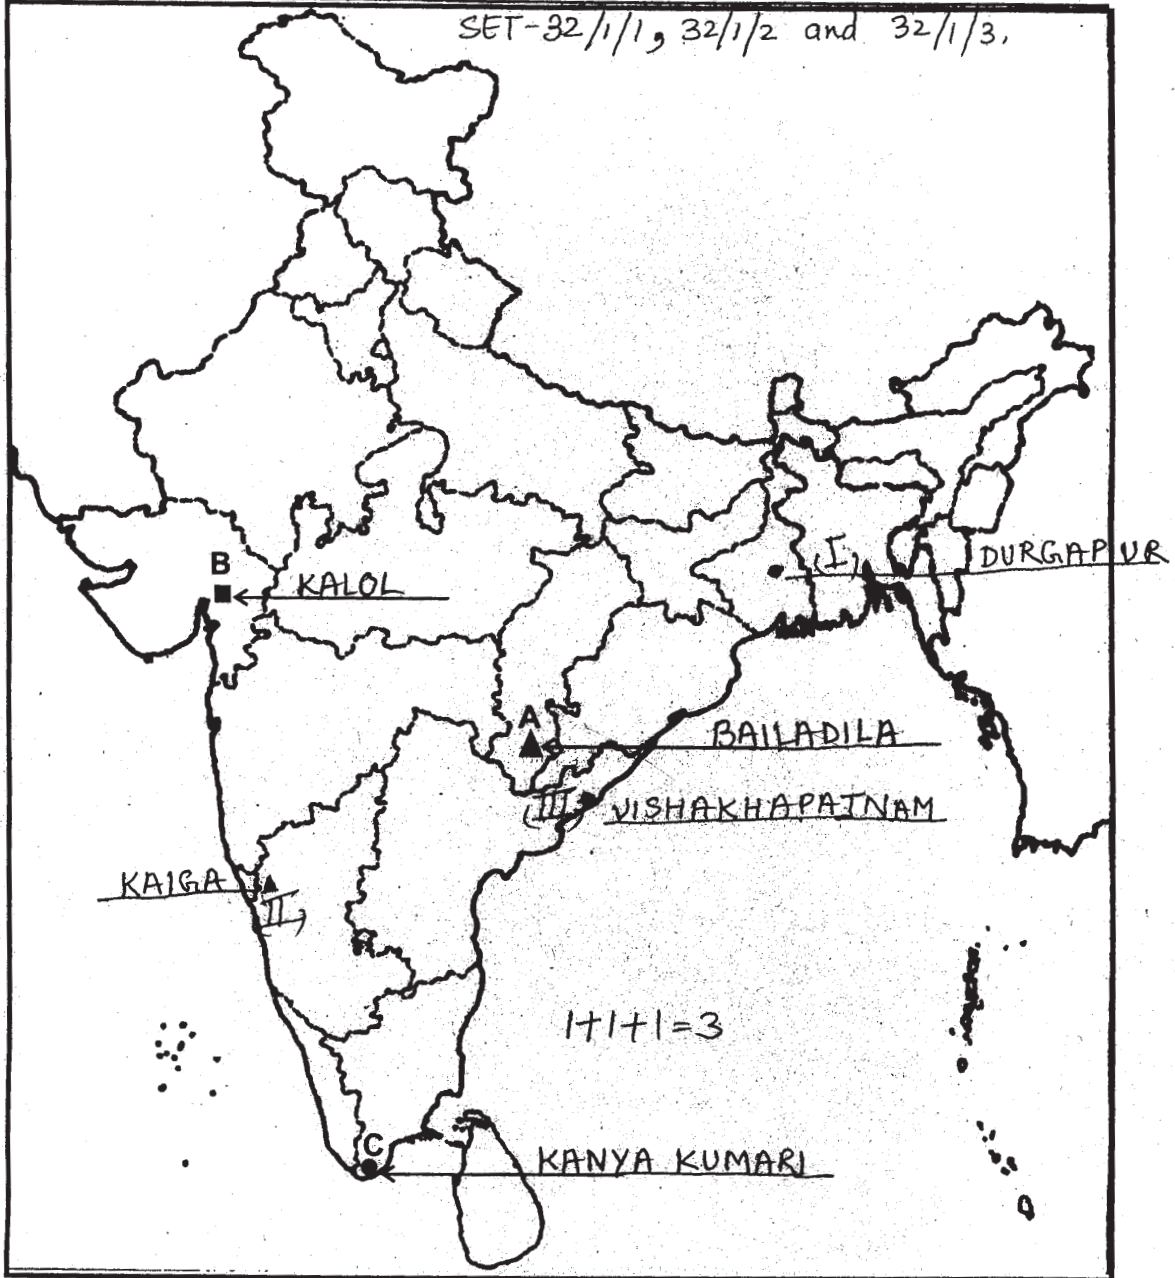 SET-32/1/1, 32/1/2 and 32/1/3.
(I) DURGAPUR
B
KALOL
A
BAILADILA
(III) VISHAKHAPATNAM
KAIGA
(II)
1+1+1=3
C
KANYA KUMARI